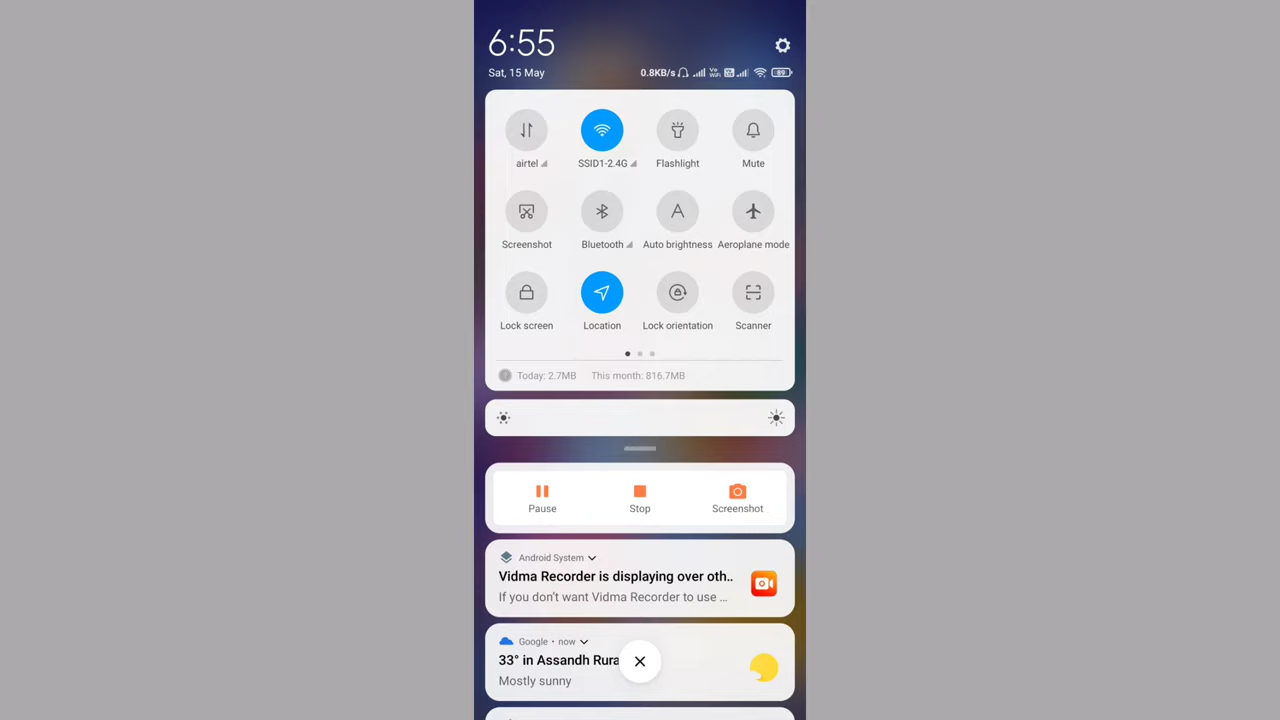 6:55
Sat, 15 May
0.8KB/s
Vo WiFi
89
airtel
SSID1-2.4G
Flashlight
Mute
Screenshot
Bluetooth
Auto brightness
Aeroplane mode
Lock screen
Location
Lock orientation
Scanner
Today: 2.7MB
This month: 816.7MB
Pause
Stop
Screenshot
Android System
Vidma Recorder is displaying over oth..
If you don't want Vidma Recorder to use ...
Google • now
33° in Assandh Rura
Mostly sunny